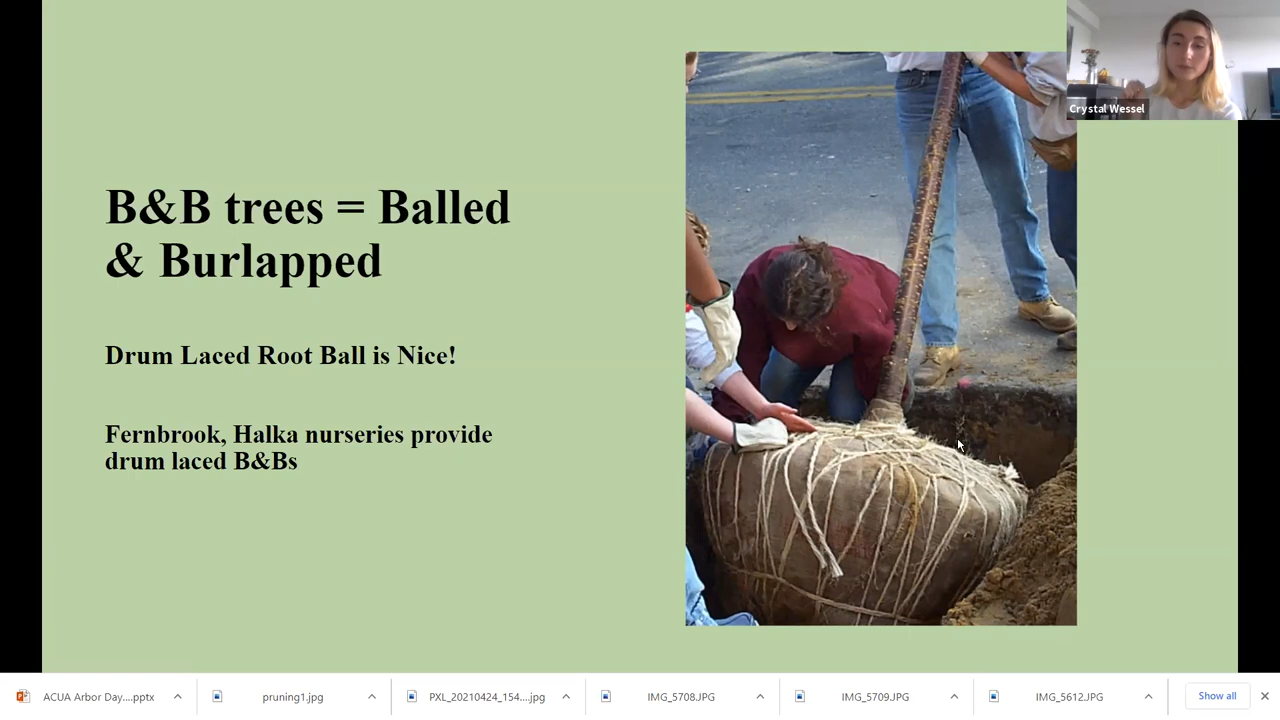 Crystal Wessel
B&B trees = Balled
& Burlapped
Drum Laced Root Ball is Nice!
Fernbrook, Halka nurseries provide
drum laced B&Bs
ACUA Arbor Day....pptx
pruning1.jpg
PXL_20210424_154....jpg
IMG_5708.JPG
IMG_5709.JPG
IMG_5612.JPG
Show all